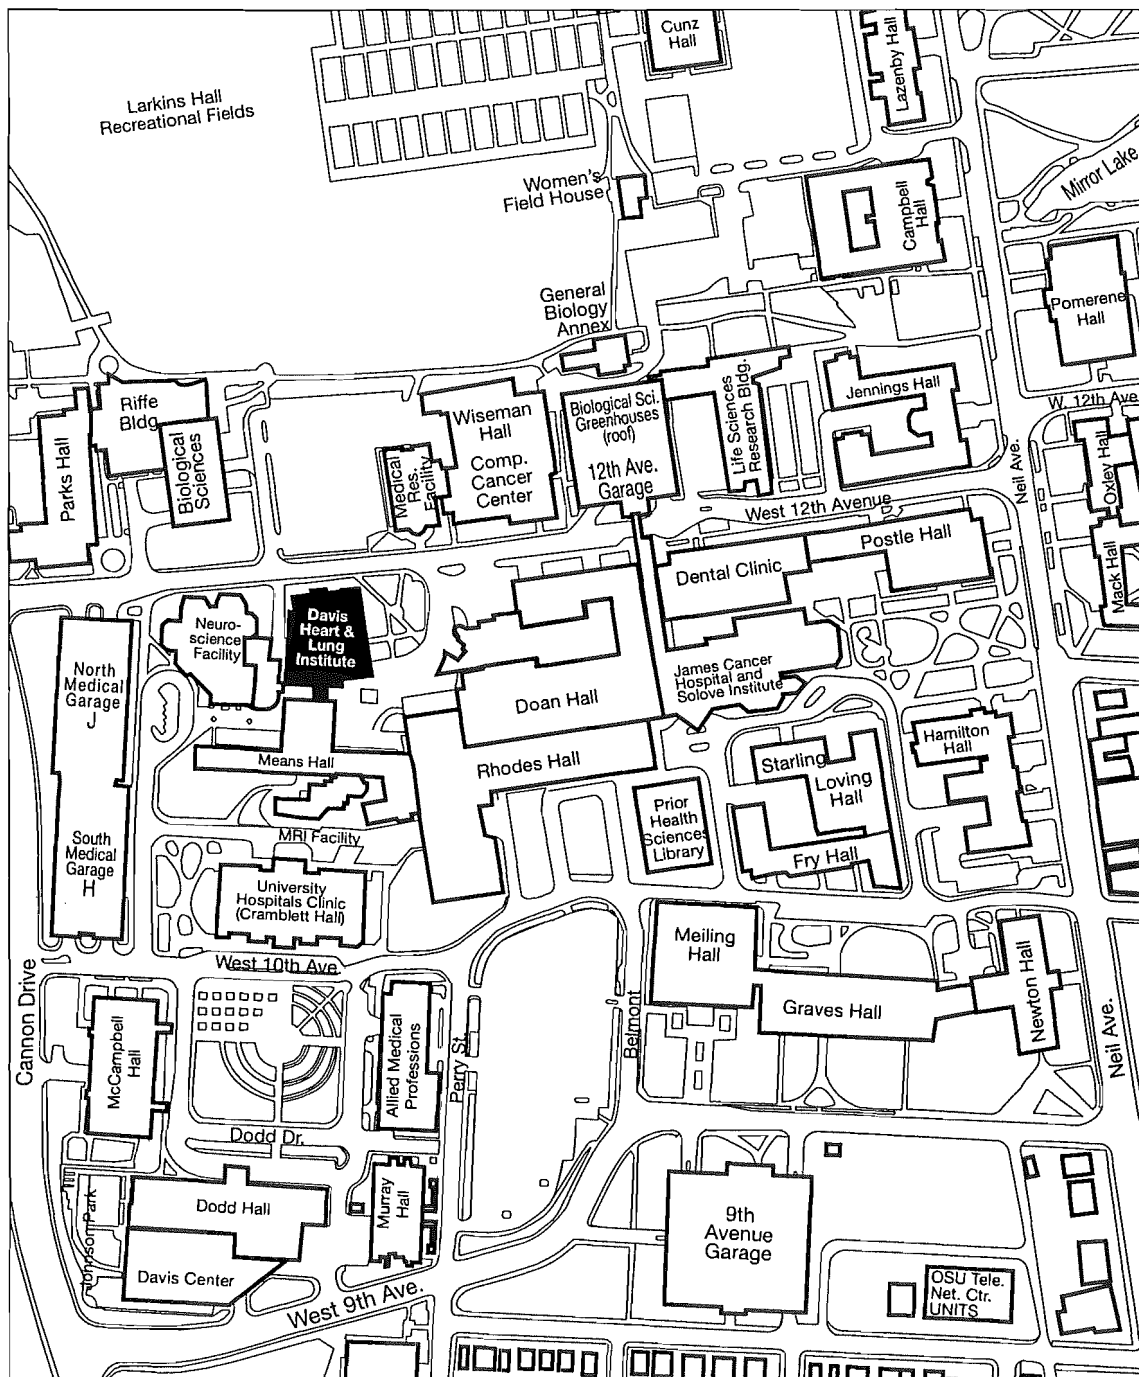 Cunz
Hall
Lazenby Hall
Larkins Hall
Recreational Fields
Mirror Lake
Women's
Field House
Campbell
Hall
General
Biology
Annex
Pomerene
Hall
Riffe
Bldg.
Wiseman
Hall
Comp.
Cancer
Center
Biological Sci.
Greenhouses
(roof)
12th Ave.
Garage
Life Sciences
Research Bldg.
Jennings Hall
W. 12th Ave
Parks Hall
Biological
Sciences
Medical
Res.
Facility
Neil Ave.
Oxley Hall
West 12th Avenue
Postle Hall
Dental Clinic
Mack Hall
Neuro-
science
Facility
Davis
Heart &
Lung
Institute
North
Medical
Garage
J
James Cancer
Hospital and
Solove Institute
Doan Hall
Hamilton
Hall
Means Hall
Rhodes Hall
Starling
Loving
Hall
Prior
Health
Sciences
Library
South
Medical
Garage
H
MRI Facility
Fry Hall
University
Hospitals Clinic
(Cramblett Hall)
Meiling
Hall
West 10th Ave.
Cannon Drive
Graves Hall
Newton Hall
Belmont
McCampbell
Hall
Allied Medical
Professions
Perry St.
Neil Ave.
Dodd Dr.
Dodd Hall
Murray
Hall
9th
Avenue
Garage
Johnson Park
Davis Center
West 9th Ave.
OSU Tele.
Net. Ctr.
UNITS